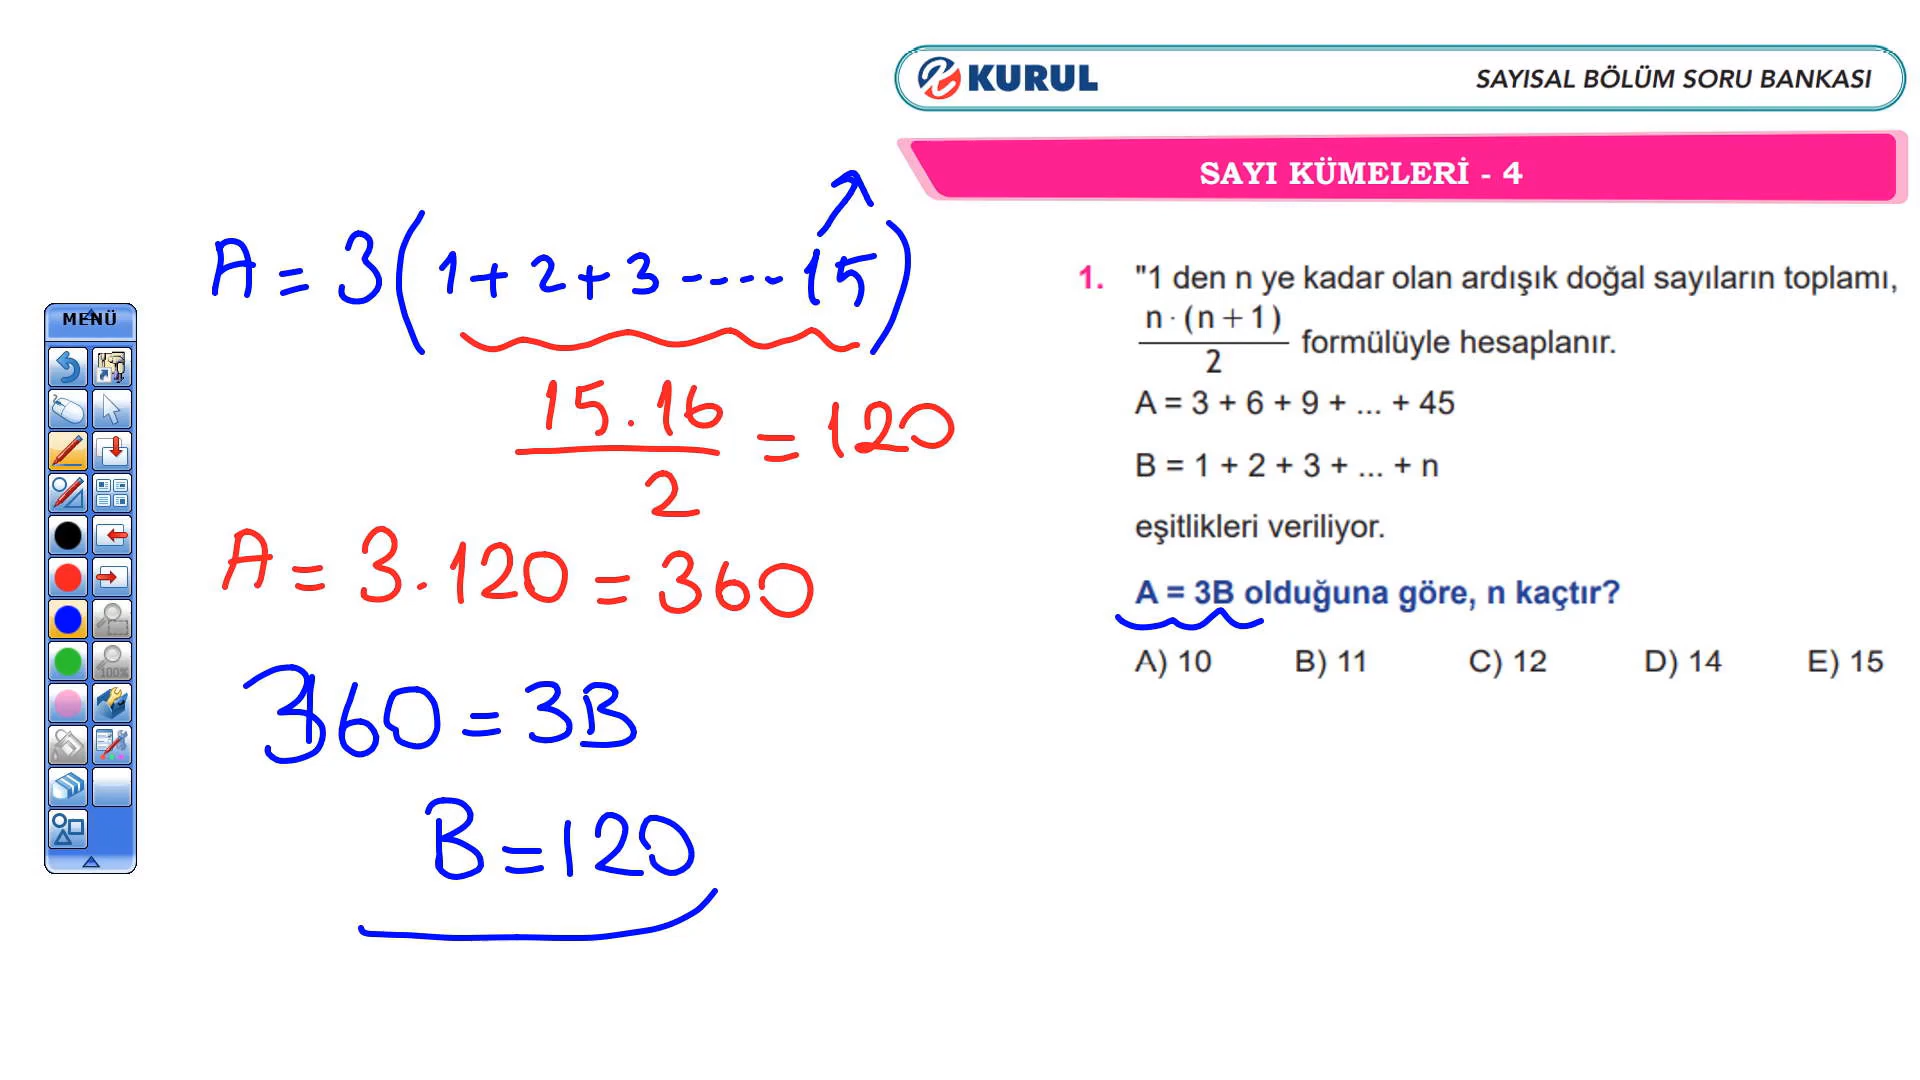 KURUL
SAYISAL BÖLÜM SORU BANKASI
SAYI KÜMELERİ - 4
1. "1 den n ye kadar olan ardışık doğal sayıların toplamı,
n · (n + 1)
2
formülüyle hesaplanır.
A = 3 + 6 + 9 + ... + 45
B = 1 + 2 + 3 + ... + n
eşitlikleri veriliyor.
A = 3B olduğuna göre, n kaçtır?
A) 10 B) 11 C) 12 D) 14 E) 15
A = 3 ( 1 + 2 + 3 ---- 15 )
15 . 16
2
= 120
A = 3 . 120 = 360
360 = 3B
B = 120
MENÜ
100%